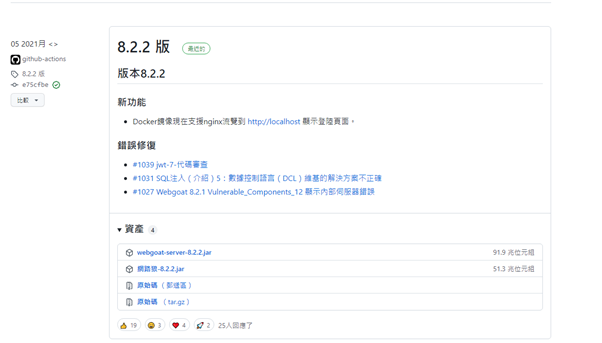 05 2021月 <>
github-actions
8.2.2 版
e75cfbe
比較
8.2.2 版 最近的
版本8.2.2
新功能
Docker鏡像現在支援nginx流聲到 http://localhost 顯示登陸頁面。
錯誤修復
#1039 jwt-7-代碼審查
#1031 SQL注入（介紹）5：數據控制語言（DCL）維基的解決方案不正確
#1027 Webgoat 8.2.1 Vulnerable_Components_12 顯示內部伺服器錯誤
資產 4
webgoat-server-8.2.2.jar 91.9 兆位元組
網路狼-8.2.2.jar 51.3 兆位元組
原始碼 （郵遞區）
原始碼 （tar.gz）
19 3 4 2 25人回應了